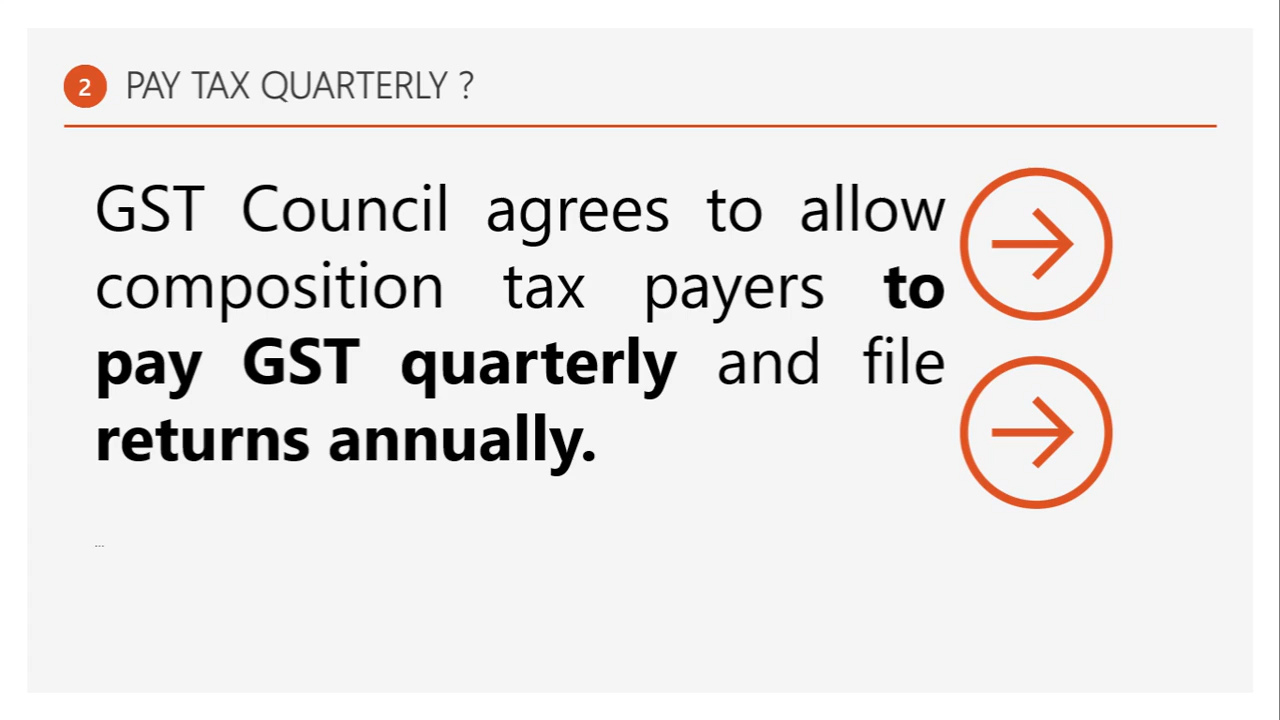 2 PAY TAX QUARTERLY ?
GST Council agrees to allow
composition tax payers to
pay GST quarterly and file
returns annually.
...